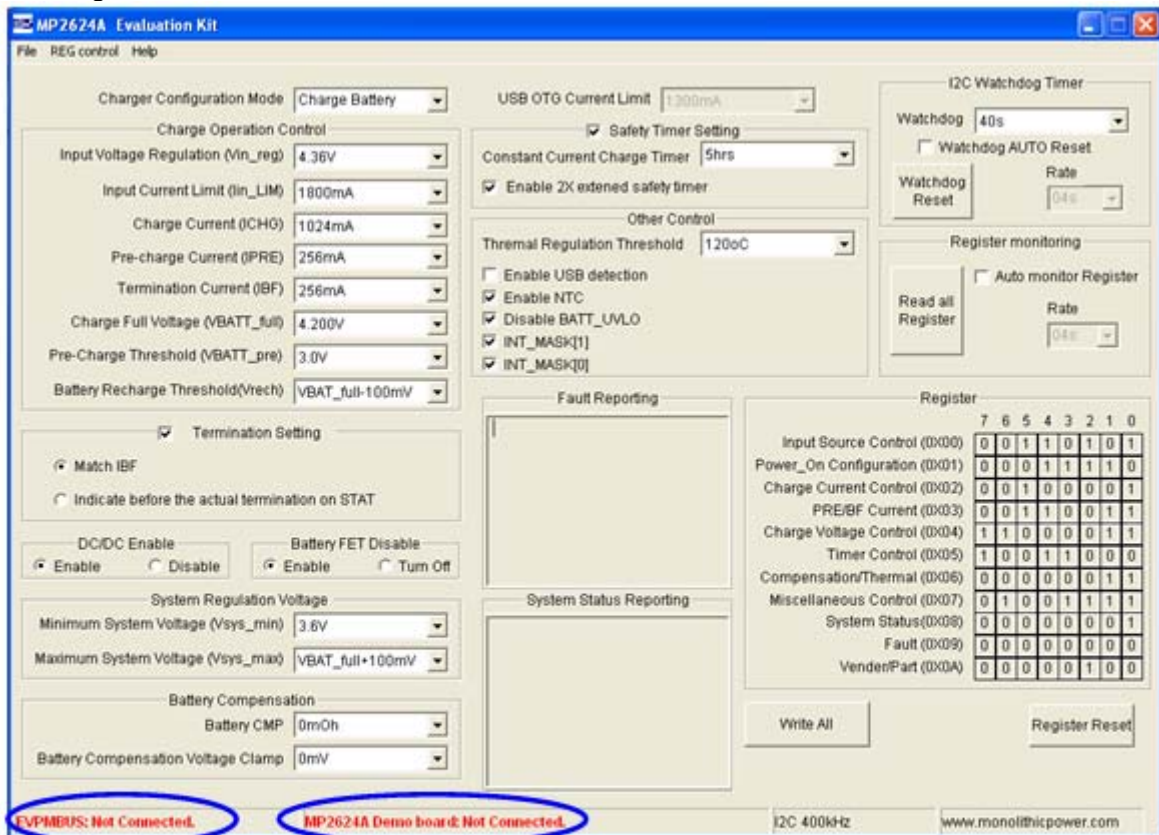 MP2624A Evaluation Kit
File REG control Help
Charger Configuration Mode Charge Battery
Charge Operation Control
Input Voltage Regulation (Vin_reg) 4.36V
Input Current Limit (Iin_LIM) 1800mA
Charge Current (ICHG) 1024mA
Pre-charge Current (IPRE) 256mA
Termination Current (IBF) 256mA
Charge Full Voltage (VBATT_full) 4.200V
Pre-Charge Threshold (VBATT_pre) 3.0V
Battery Recharge Threshold(Vrech) VBAT_full-100mV
Termination Setting
Match IBF
Indicate before the actual termination on STAT
DC/DC Enable
Enable Disable
Battery FET Disable
Enable Turn Off
System Regulation Voltage
Minimum System Voltage (Vsys_min) 3.6V
Maximum System Voltage (Vsys_max) VBAT_full+100mV
Battery Compensation
Battery CMP 0mOh
Battery Compensation Voltage Clamp 0mV
USB OTG Current Limit 1300mA
Safety Timer Setting
Constant Current Charge Timer 5hrs
Enable 2X extened safety timer
Other Control
Thremal Regulation Threshold 120oC
Enable USB detection
Enable NTC
Disable BATT_UVLO
INT_MASK[1]
INT_MASK[0]
Fault Reporting
System Status Reporting
I2C Watchdog Timer
Watchdog 40s
Watchdog AUTO Reset
Watchdog Reset
Rate
04s
Register monitoring
Auto monitor Register
Read all Register
Rate
04s
Register
7 6 5 4 3 2 1 0
Input Source Control (0X00) 0 0 1 1 0 1 0 1
Power_On Configuration (0X01) 0 0 0 1 1 1 1 0
Charge Current Control (0X02) 0 0 1 0 0 0 0 1
PRE/BF Current (0X03) 0 0 1 1 0 0 1 1
Charge Voltage Control (0X04) 1 1 0 0 0 0 1 1
Timer Control (0X05) 1 0 0 1 1 0 0 0
Compensation/Thermal (0X06) 0 0 0 0 0 0 1 1
Miscellaneous Control (0X07) 0 1 0 0 1 1 1 1
System Status(0X08) 0 0 0 0 0 0 0 1
Fault (0X09) 0 0 0 0 0 0 0 0
Vender/Part (0X0A) 0 0 0 0 0 1 0 0
Write All
Register Reset
EVPMBUS: Not Connected.
MP2624A Demo board: Not Connected.
I2C 400kHz
www.monolithicpower.com